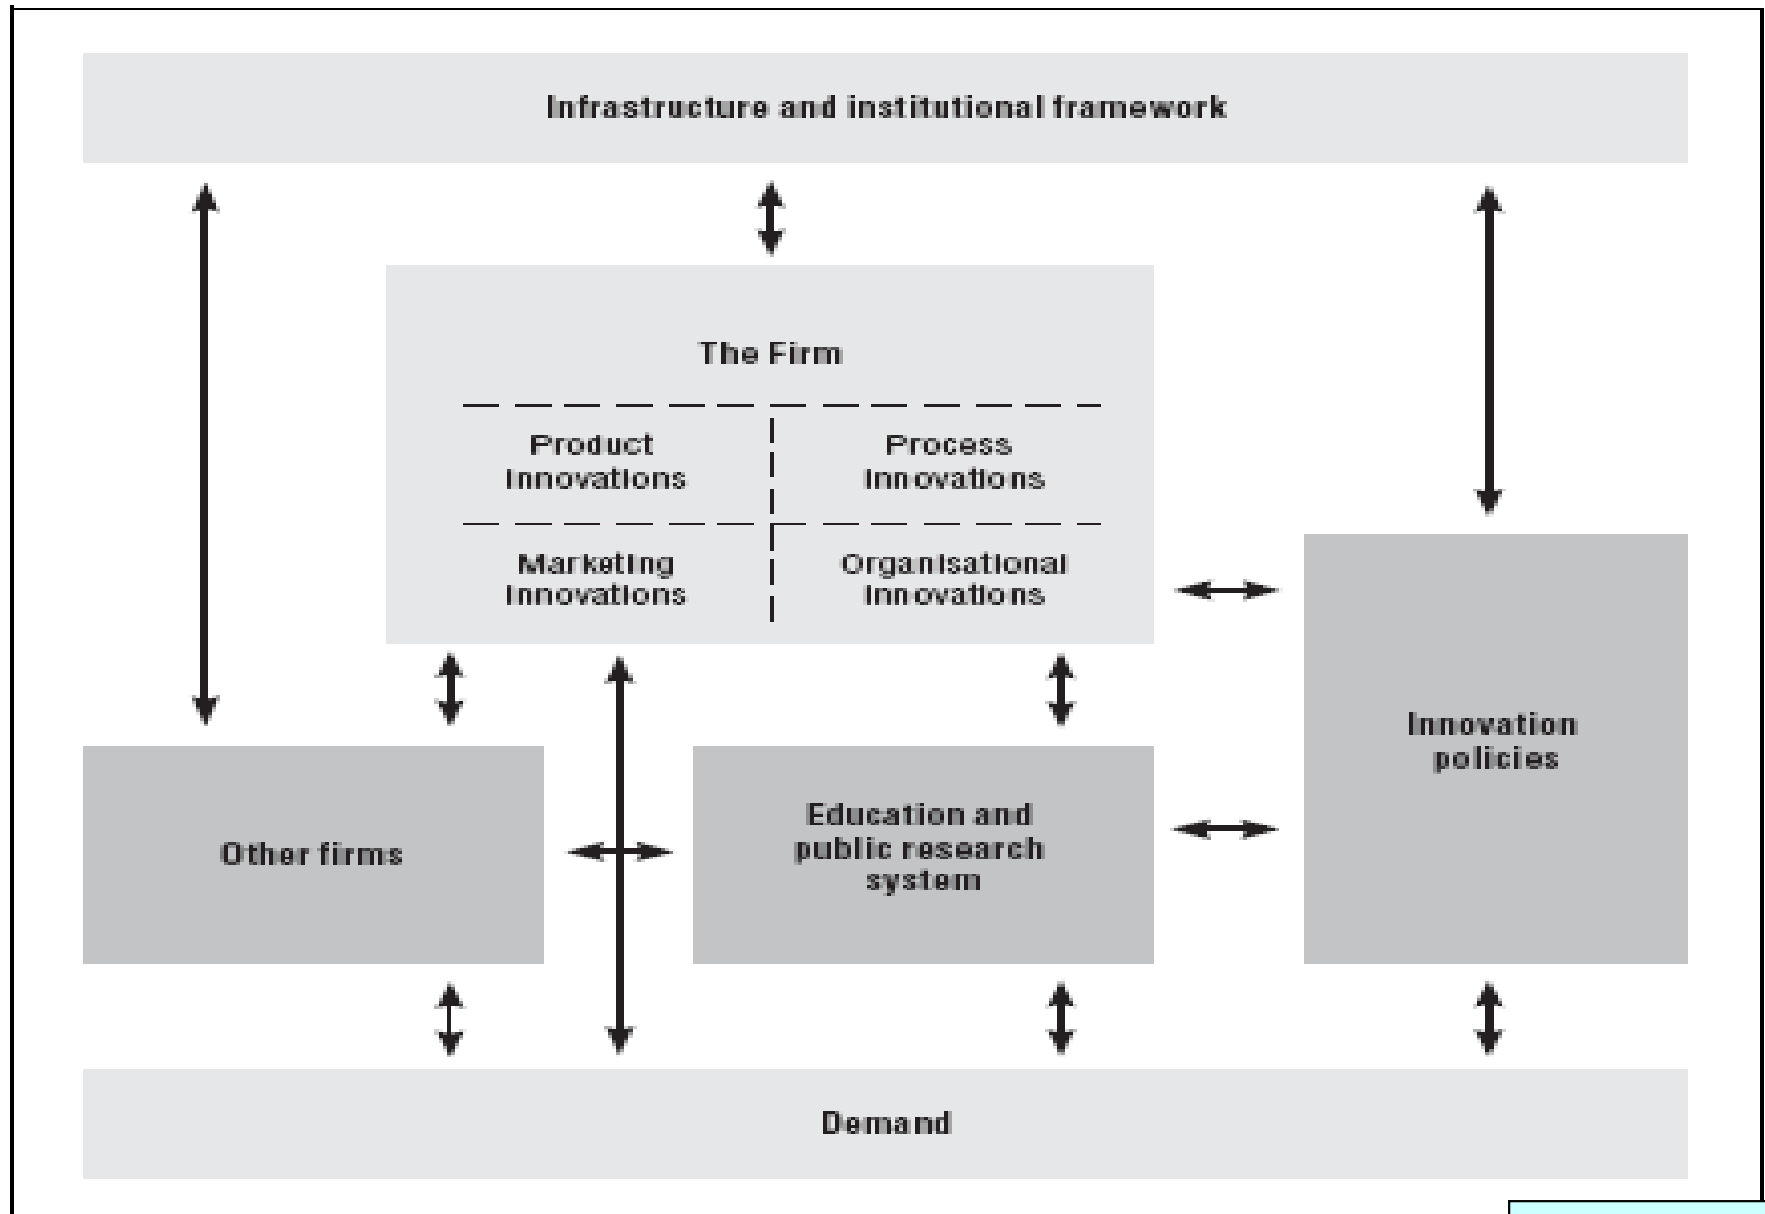 Infrastructure and institutional framework
The Firm
Product
innovations
Process
innovations
Marketing
innovations
Organisational
innovations
Innovation
policies
Other firms
Education and
public research
system
Demand